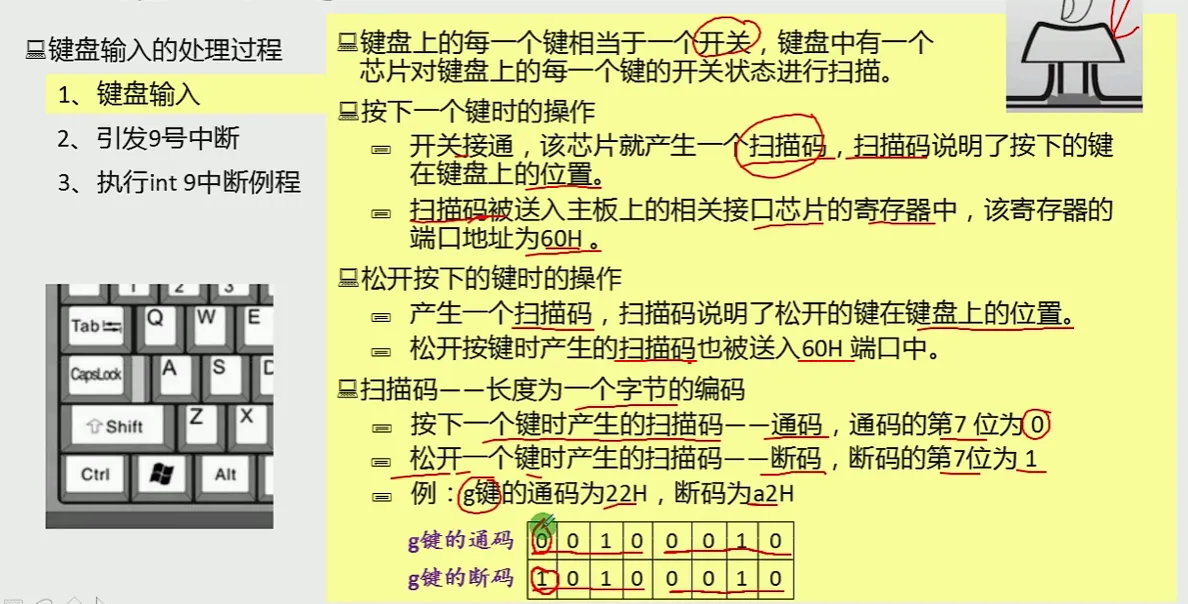 键盘输入的处理过程
1、键盘输入
2、引发9号中断
3、执行int 9中断例程
1 2 3
Tab Q W E
CapsLock A S D
Shift Z X
Ctrl Alt
键盘上的每一个键相当于一个开关，键盘中有一个
芯片对键盘上的每一个键的开关状态进行扫描。
按下一个键时的操作
开关接通，该芯片就产生一个扫描码，扫描码说明了按下的键
在键盘上的位置。
扫描码被送入主板上的相关接口芯片的寄存器中，该寄存器的
端口地址为60H 。
松开按下的键时的操作
产生一个扫描码，扫描码说明了松开的键在键盘上的位置。
松开按键时产生的扫描码也被送入60H 端口中。
扫描码——长度为一个字节的编码
按下一个键时产生的扫描码——通码，通码的第7 位为 0
松开一个键时产生的扫描码——断码，断码的第7位为 1
例：g键的通码为22H，断码为a2H
g键的通码 0 0 1 0 0 0 1 0
g键的断码 1 0 1 0 0 0 1 0